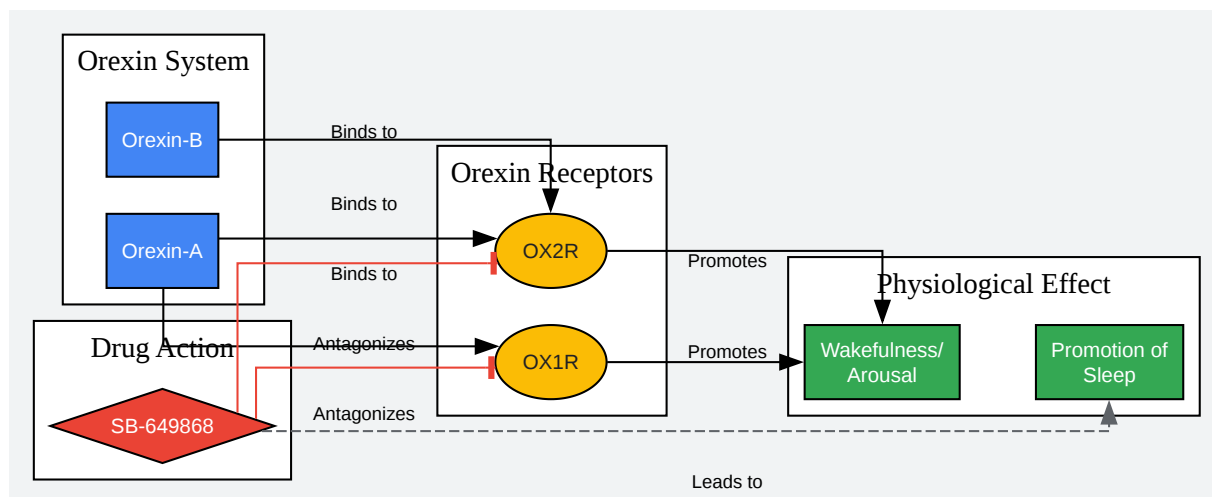 Orexin System
Orexin-B
Binds to
Orexin Receptors
Binds to
Orexin-A
OX2R
Binds to
Promotes
Physiological Effect
Drug Action
Antagonizes
OX1R
Promotes
Wakefulness/
Arousal
Promotion of
Sleep
SB-649868
Antagonizes
Leads to